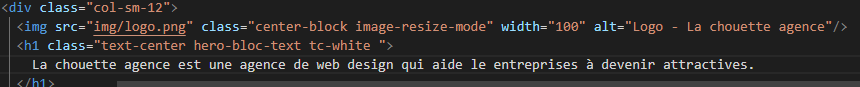 <div class="col-sm-12">
<img src="img/logo.png" class="center-block image-resize-mode" width="100" alt="Logo - La chouette agence"/>
<h1 class="text-center hero-bloc-text tc-white ">
La chouette agence est une agence de web design qui aide le entreprises à devenir attractives.
</h1>